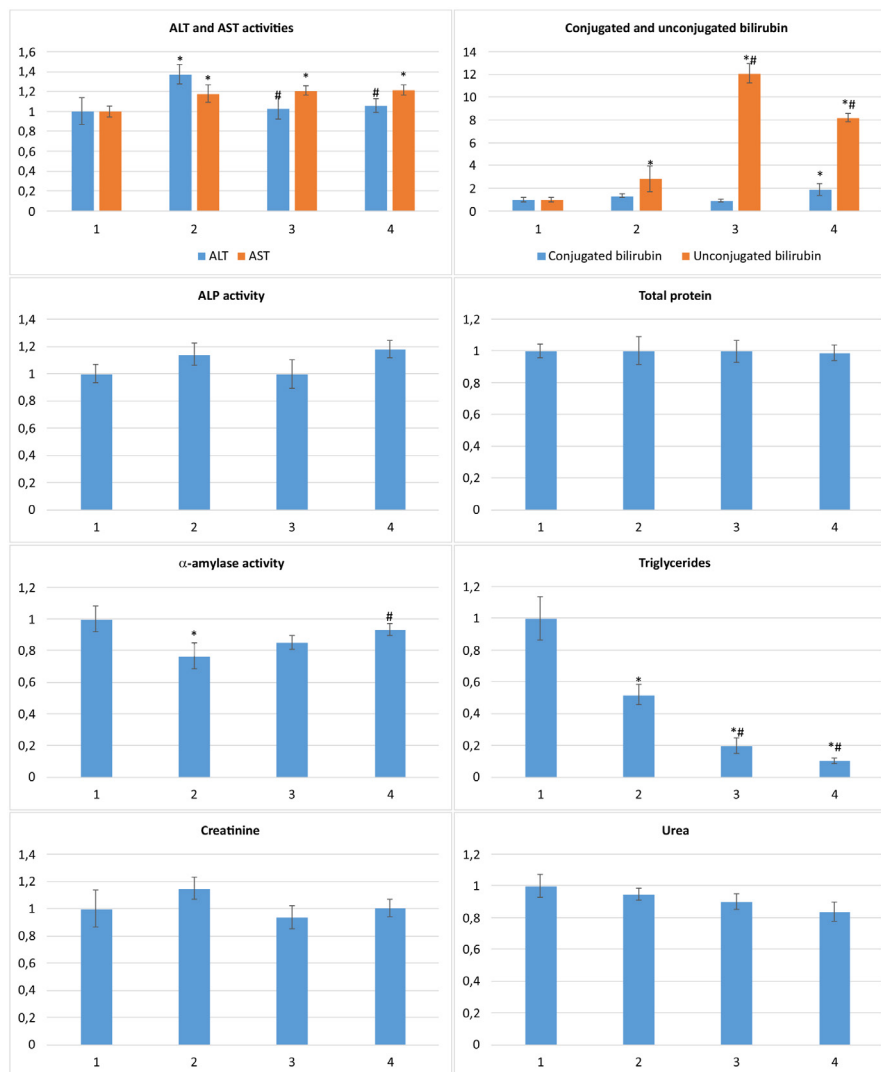 ALT and AST activities
1,6
1,4
1,2
1
0,8
0,6
0,4
0,2
0
* * # * # *
1 2 3 4
ALT AST
Conjugated and unconjugated bilirubin
14
12
10
8
6
4
2
0
* *# * *#
1 2 3 4
Conjugated bilirubin Unconjugated bilirubin
ALP activity
1,4
1,2
1
0,8
0,6
0,4
0,2
0
1 2 3 4
Total protein
1,2
1
0,8
0,6
0,4
0,2
0
1 2 3 4
α-amylase activity
1,2
1
0,8
0,6
0,4
0,2
0
* #
1 2 3 4
Triglycerides
1,2
1
0,8
0,6
0,4
0,2
0
* *# *#
1 2 3 4
Creatinine
1,4
1,2
1
0,8
0,6
0,4
0,2
0
1 2 3 4
Urea
1,2
1
0,8
0,6
0,4
0,2
0
1 2 3 4